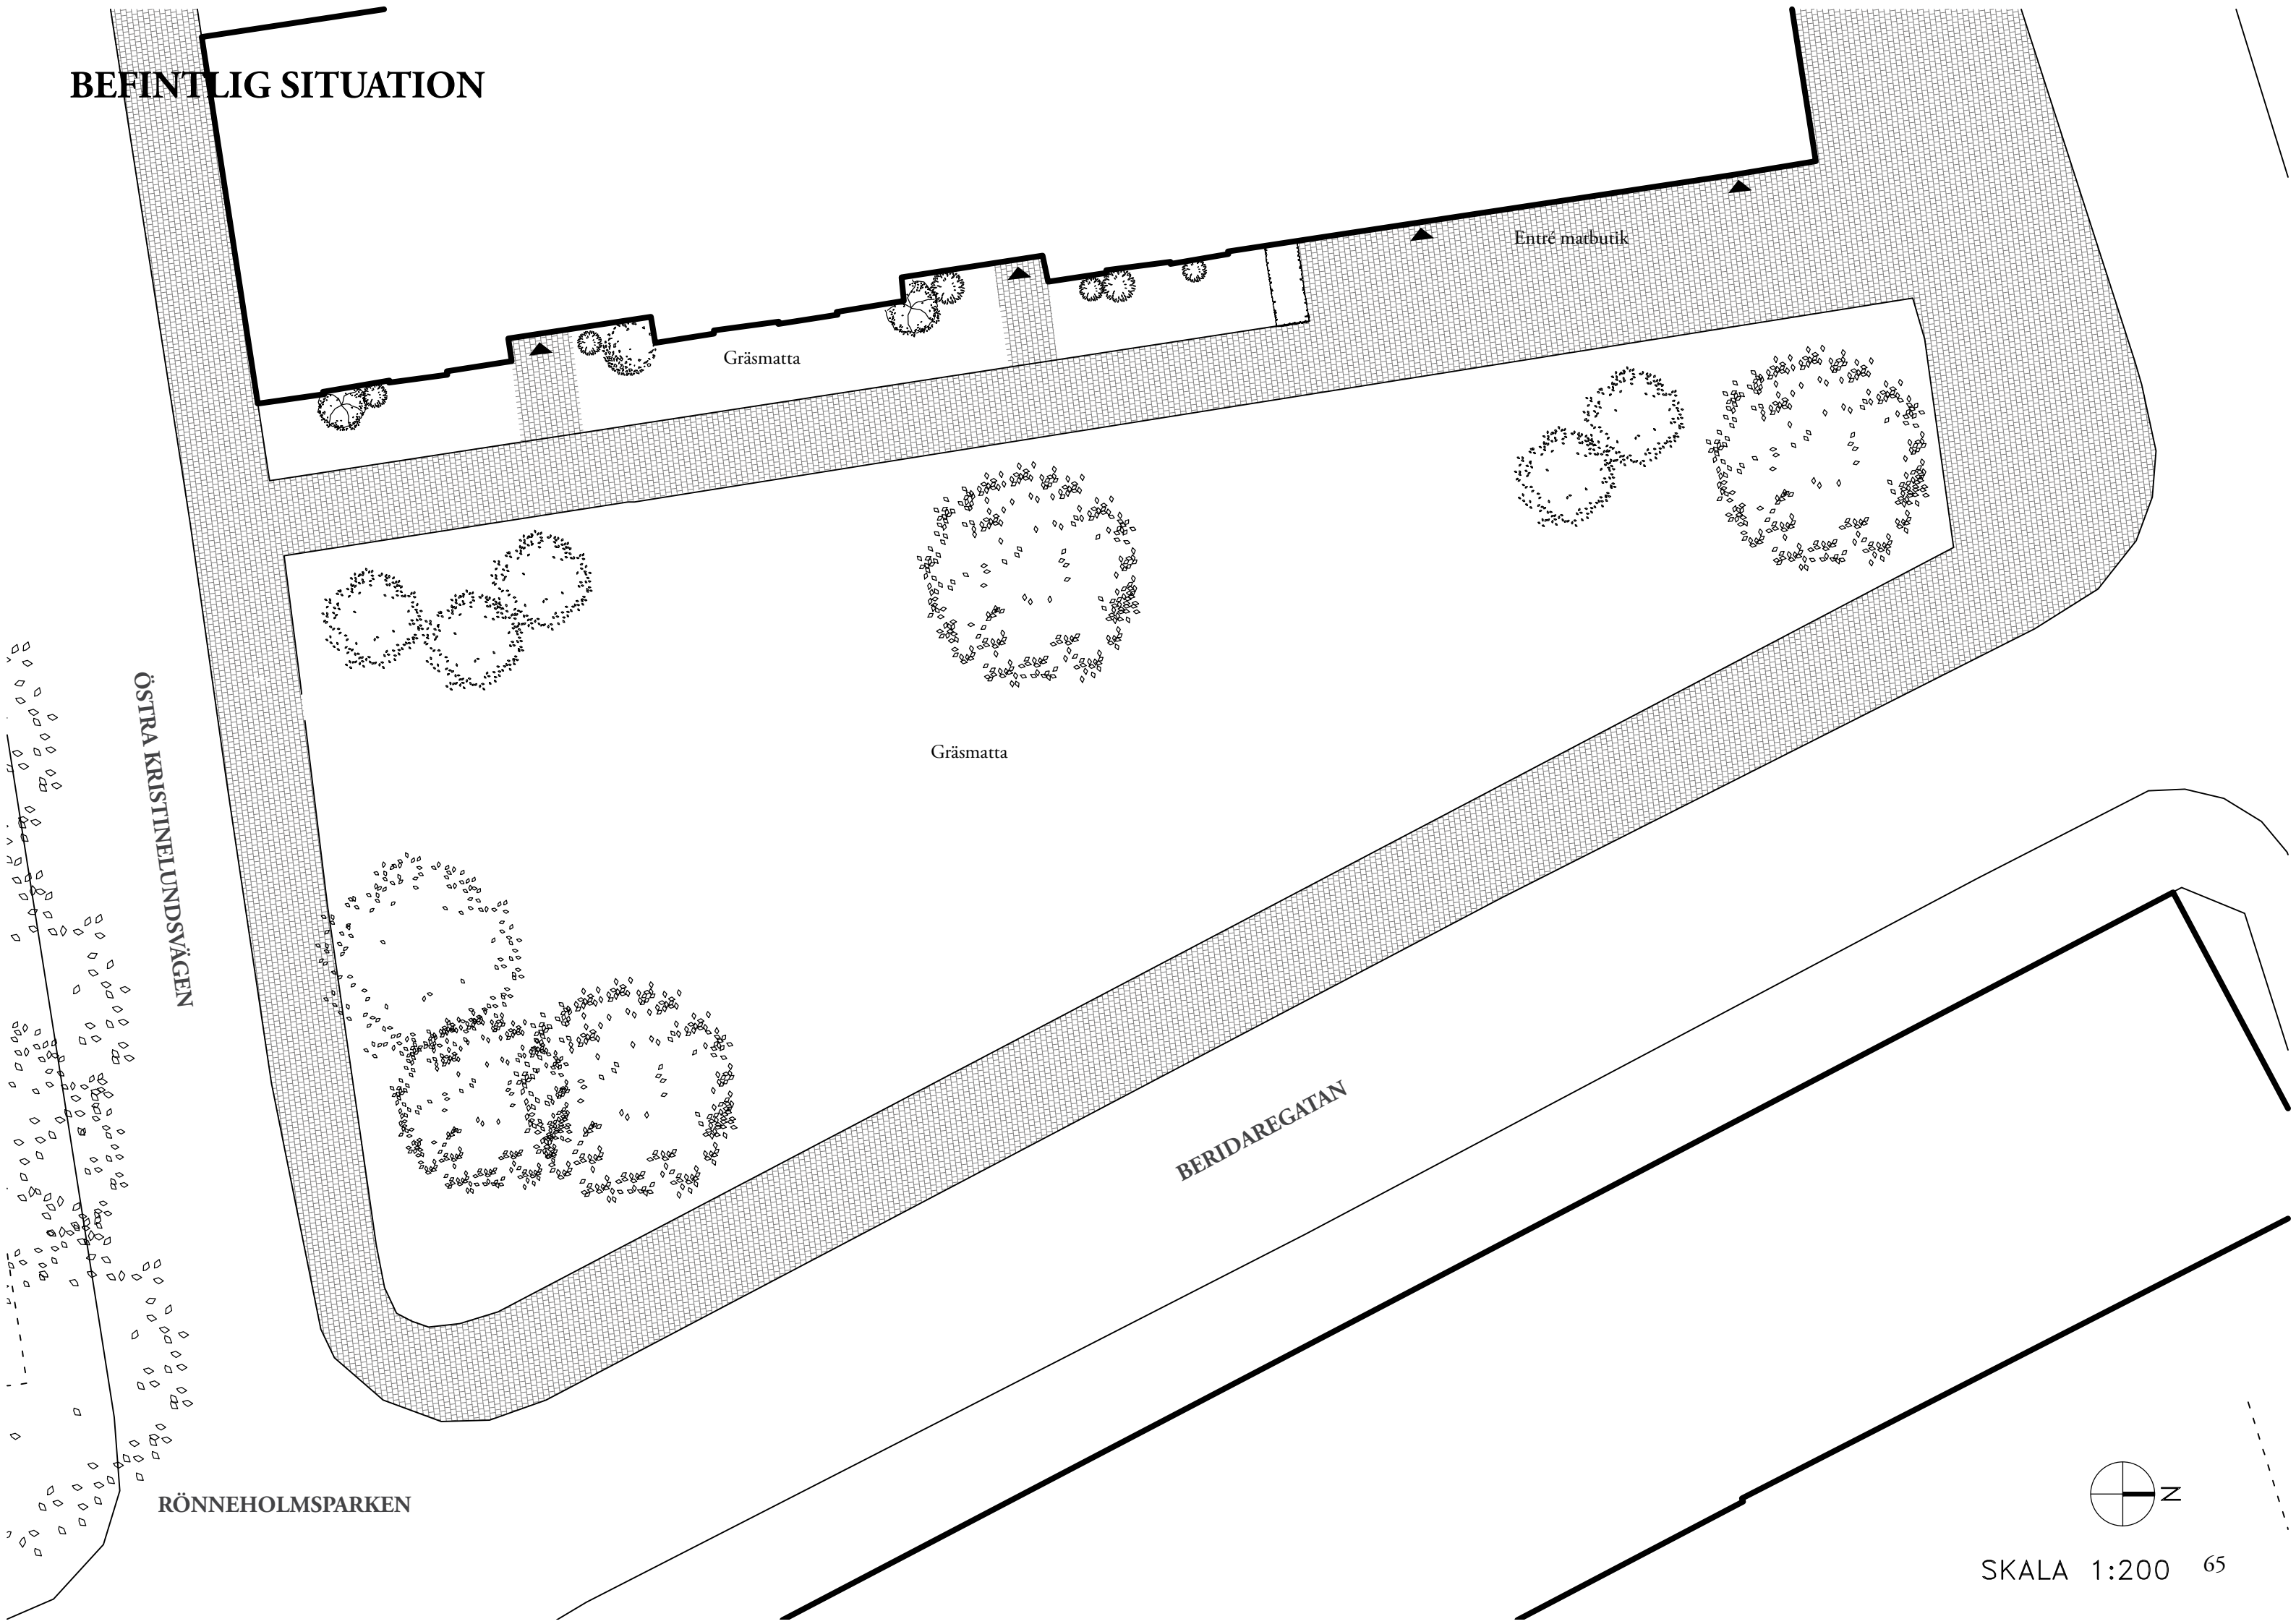 BEFINTLIG SITUATION
Entré matbutik
Gräsmatta
ÖSTRA KRISTINELUNDSVÄGEN
Gräsmatta
BERIDAREGATAN
RÖNNEHOLMSPARKEN
N
SKALA 1:200 65